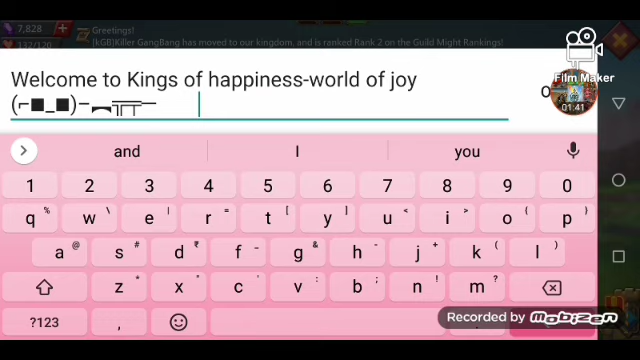 7,828
132/120
Greetings!
[kGB]Killer GangBang has moved to our kingdom, and is ranked Rank 2 on the Guild Might Rankings!
Film Maker
01:41
Welcome to Kings of happiness-world of joy
(⌐■_■)–︻╦╤─
and I you
1 2 3 4 5 6 7 8 9 0
q % w \ e | r = t [ y ] u < i > o { p }
a @ s # d ₹ f _ g & h - j + k ( l )
z * x " c ' v : b ; n ! m ?
?123 ,
Recorded by Mobizen